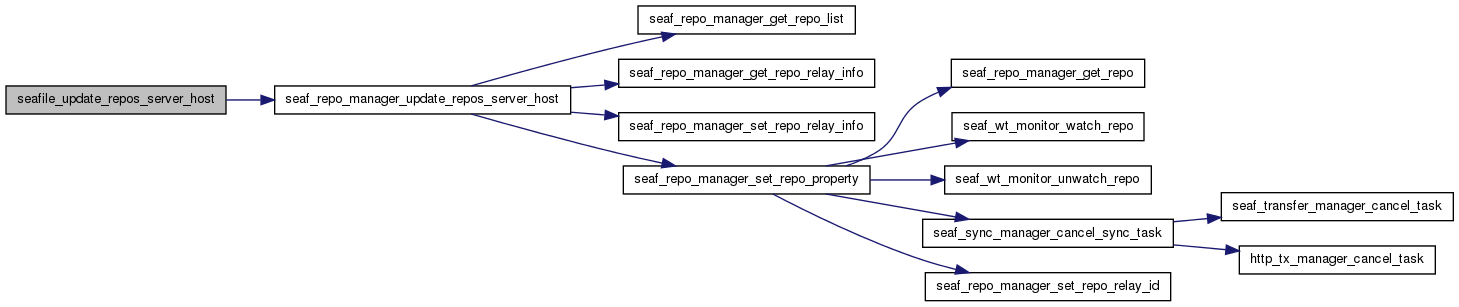 seafile_update_repos_server_host
seaf_repo_manager_update_repos_server_host
seaf_repo_manager_get_repo_list
seaf_repo_manager_get_repo_relay_info
seaf_repo_manager_set_repo_relay_info
seaf_repo_manager_set_repo_property
seaf_repo_manager_get_repo
seaf_wt_monitor_watch_repo
seaf_wt_monitor_unwatch_repo
seaf_sync_manager_cancel_sync_task
seaf_repo_manager_set_repo_relay_id
seaf_transfer_manager_cancel_task
http_tx_manager_cancel_task